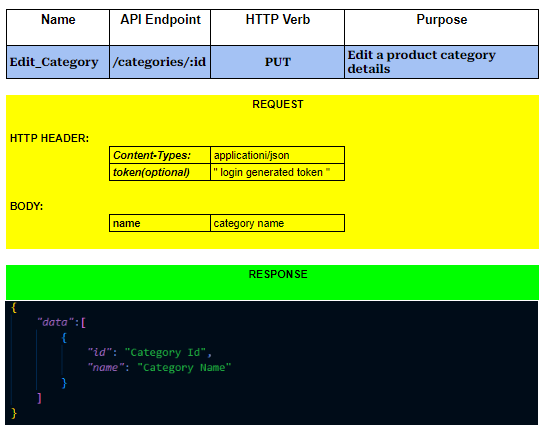 Name API Endpoint HTTP Verb Purpose
Edit_Category /categories/:id PUT Edit a product category
details
REQUEST
HTTP HEADER:
Content-Types: applicationi/json
token(optional) " login generated token "
BODY:
name category name
RESPONSE
{
"data":[
{
"id": "Category Id",
"name": "Category Name"
}
]
}